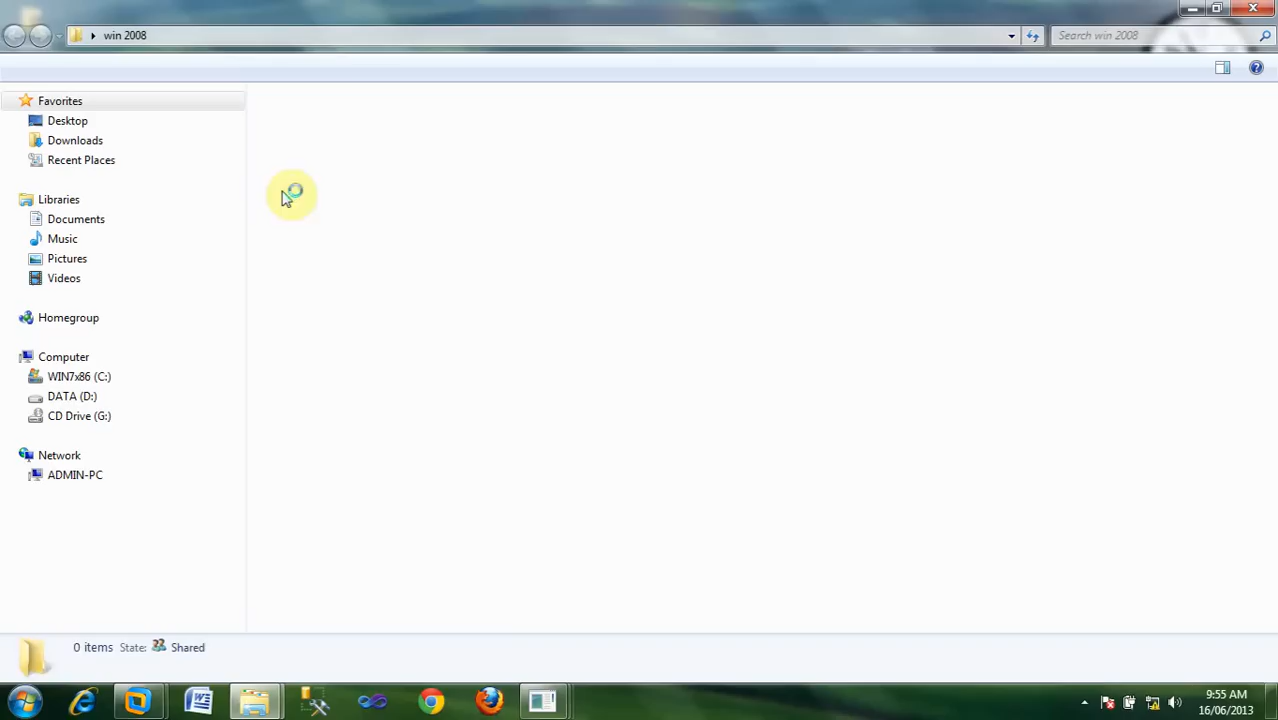 win 2008
Search win 2008
Favorites
Desktop
Downloads
Recent Places
Libraries
Documents
Music
Pictures
Videos
Homegroup
Computer
WIN7x86 (C:)
DATA (D:)
CD Drive (G:)
Network
ADMIN-PC
0 items State: Shared
9:55 AM
16/06/2013